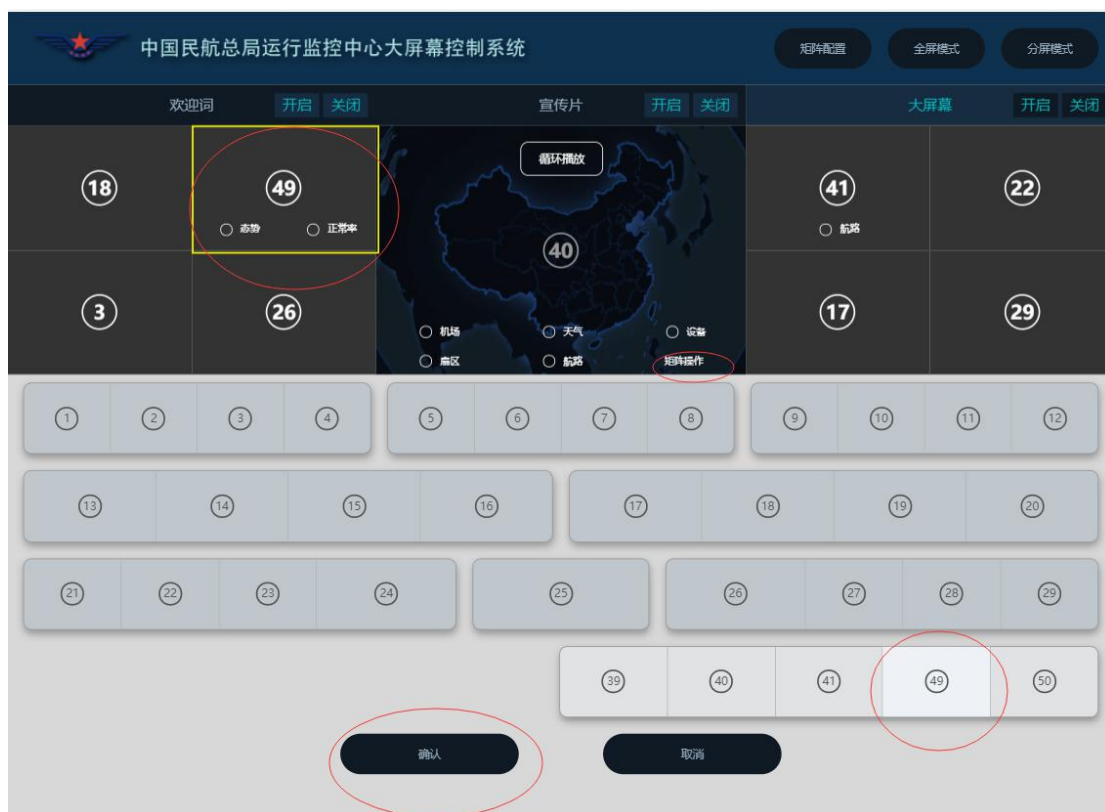 中国民航总局运行监控中心大屏幕控制系统 矩阵配置 全屏模式 分屏模式
欢迎词 开启 关闭 宣传片 开启 关闭 大屏幕 开启 关闭
循环播放
18 49 41 22
态势 正常率 航路
40
3 26 17 29
机场 天气 设备
扇区 航路 矩阵操作
1 2 3 4 5 6 7 8 9 10 11 12
13 14 15 16 17 18 19 20
21 22 23 24 25 26 27 28 29
39 40 41 49 50
确认 取消